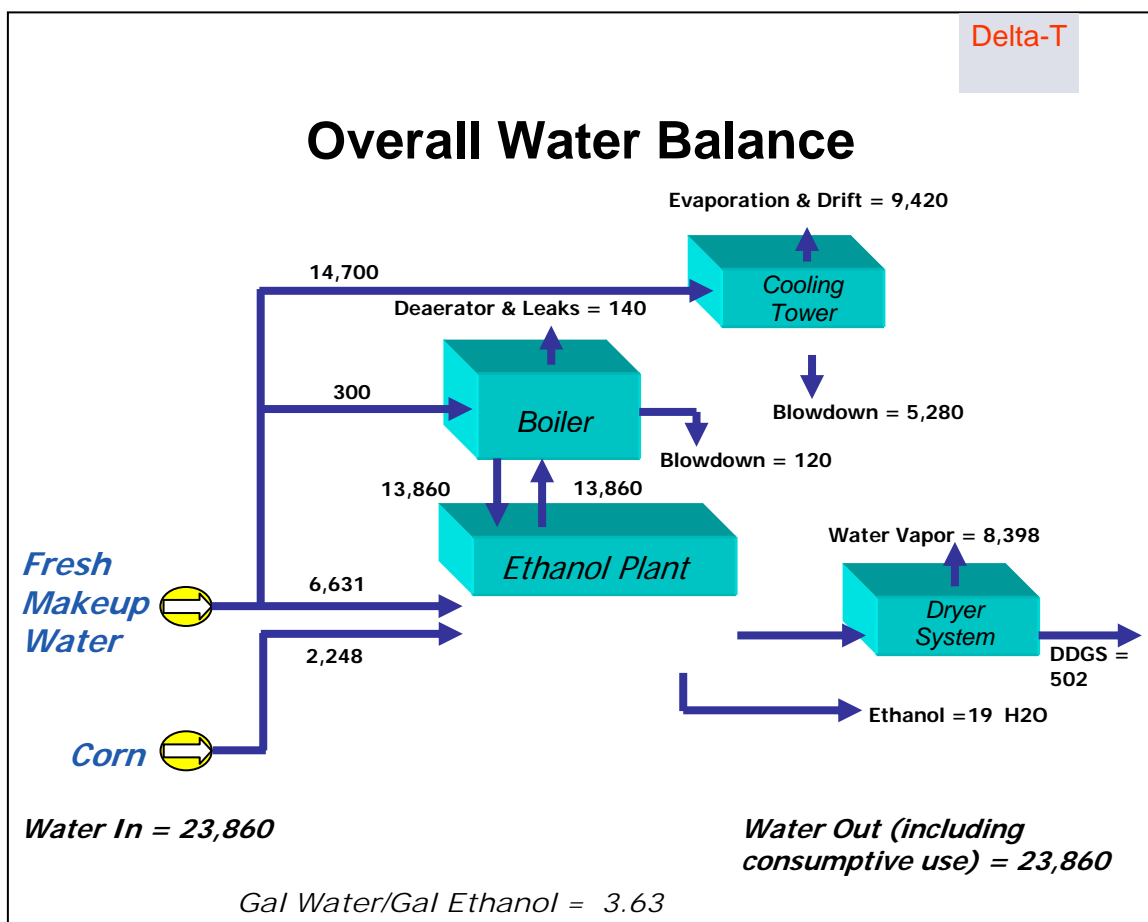 Delta-T
Overall Water Balance
Evaporation & Drift = 9,420
14,700
Cooling
Tower
Deaerator & Leaks = 140
300
Boiler
Blowdown = 5,280
Blowdown = 120
13,860
13,860
Water Vapor = 8,398
Ethanol Plant
Fresh
Makeup
Water
6,631
Dryer
System
2,248
DDGS =
502
Ethanol =19 H2O
Corn
Water In = 23,860
Water Out (including
consumptive use) = 23,860
Gal Water/Gal Ethanol = 3.63